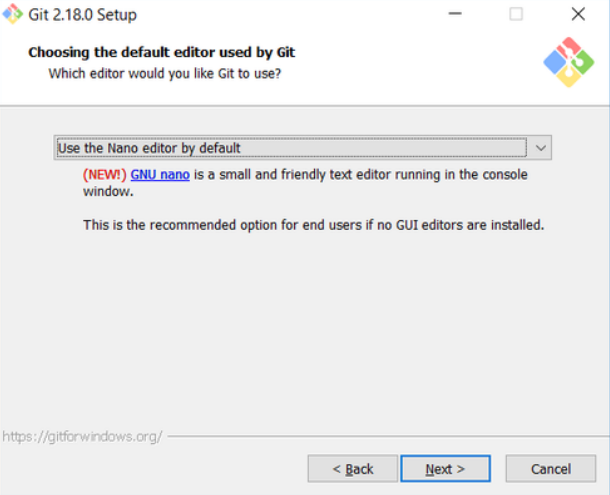 Git 2.18.0 Setup
Choosing the default editor used by Git
Which editor would you like Git to use?
Use the Nano editor by default
(NEW!) GNU nano is a small and friendly text editor running in the console
window.
This is the recommended option for end users if no GUI editors are installed.
https://gitforwindows.org/
< Back
Next >
Cancel